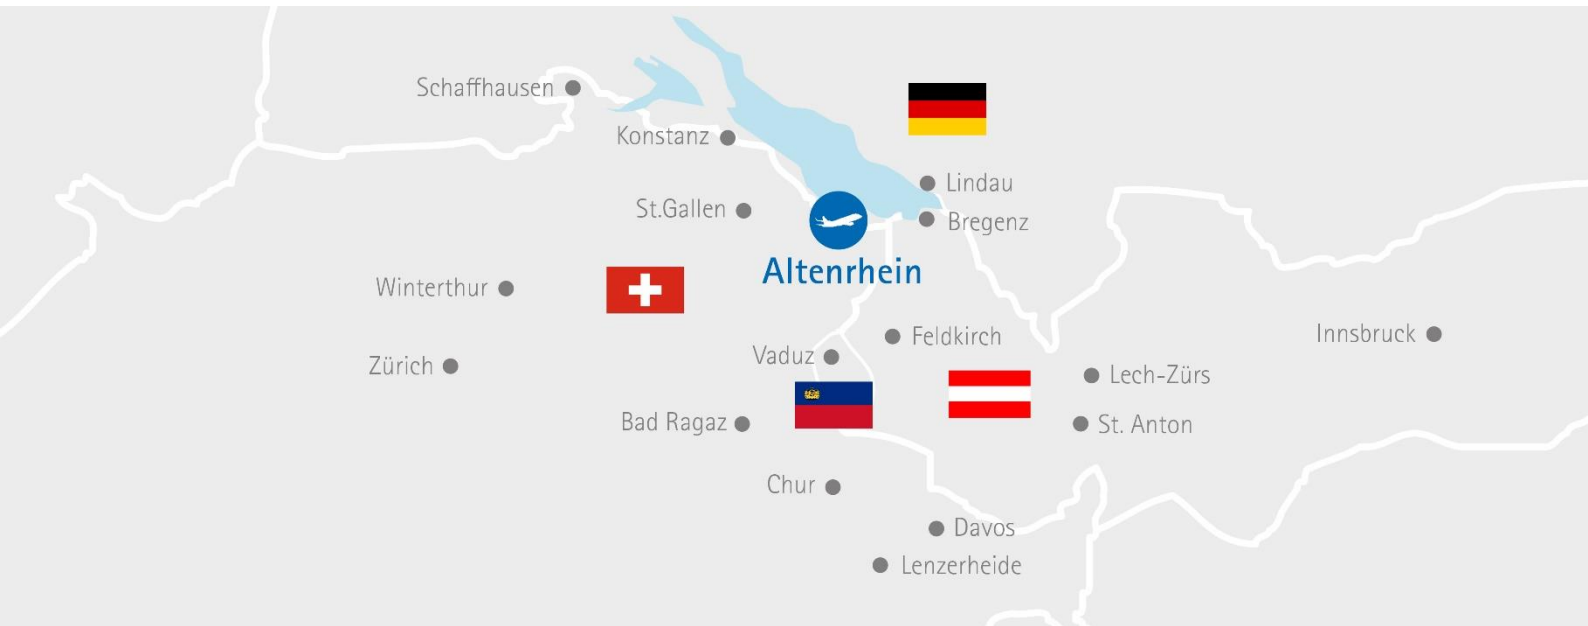 Schaffhausen
Konstanz
Lindau
St.Gallen
Bregenz
Altenrhein
Winterthur
Feldkirch
Innsbruck
Vaduz
Zürich
Lech-Zürs
Bad Ragaz
St. Anton
Chur
Davos
Lenzerheide